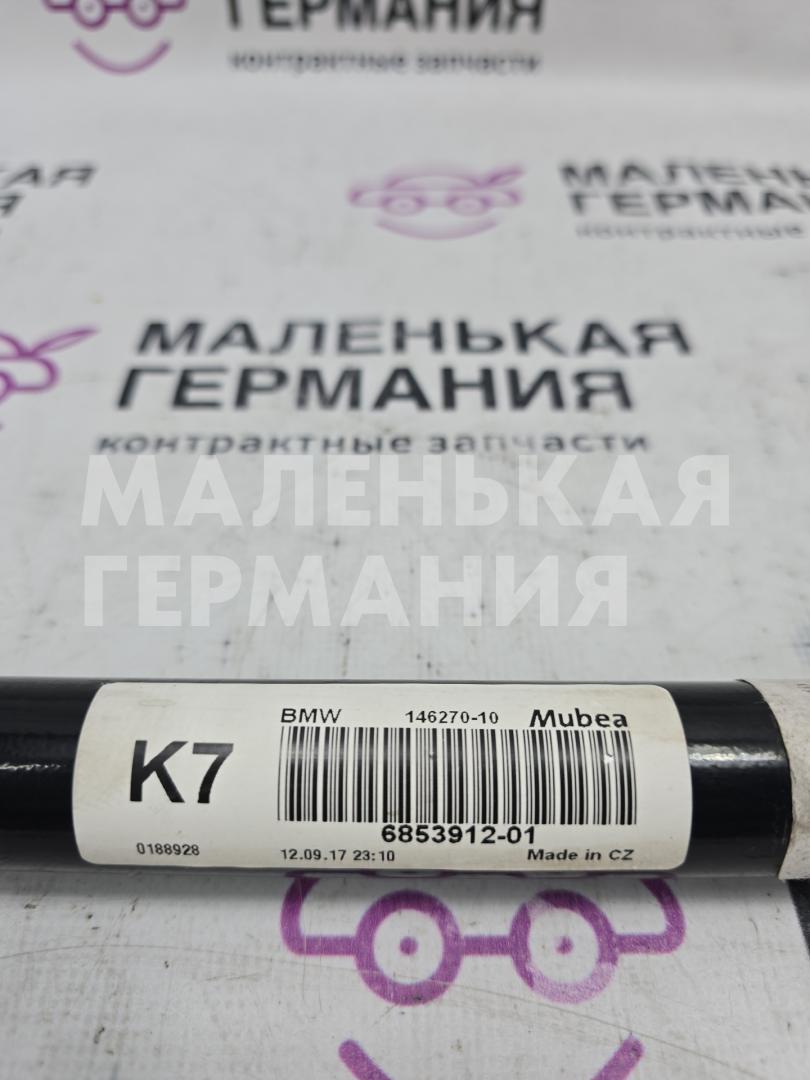 ГЕРМАНИЯ
контрактные запчасти
МАЛЕНЬКАЯ
ГЕРМАНИЯ
контрактные
МАЛЕНЬКАЯ
ГЕРМАНИЯ
контрактные запчасти
МАЛЕНЬКАЯ
ГЕРМАНИЯ
BMW 146270-10 Mubea
K7
6853912-01
0188928 12.09.17 23:10 Made in CZ